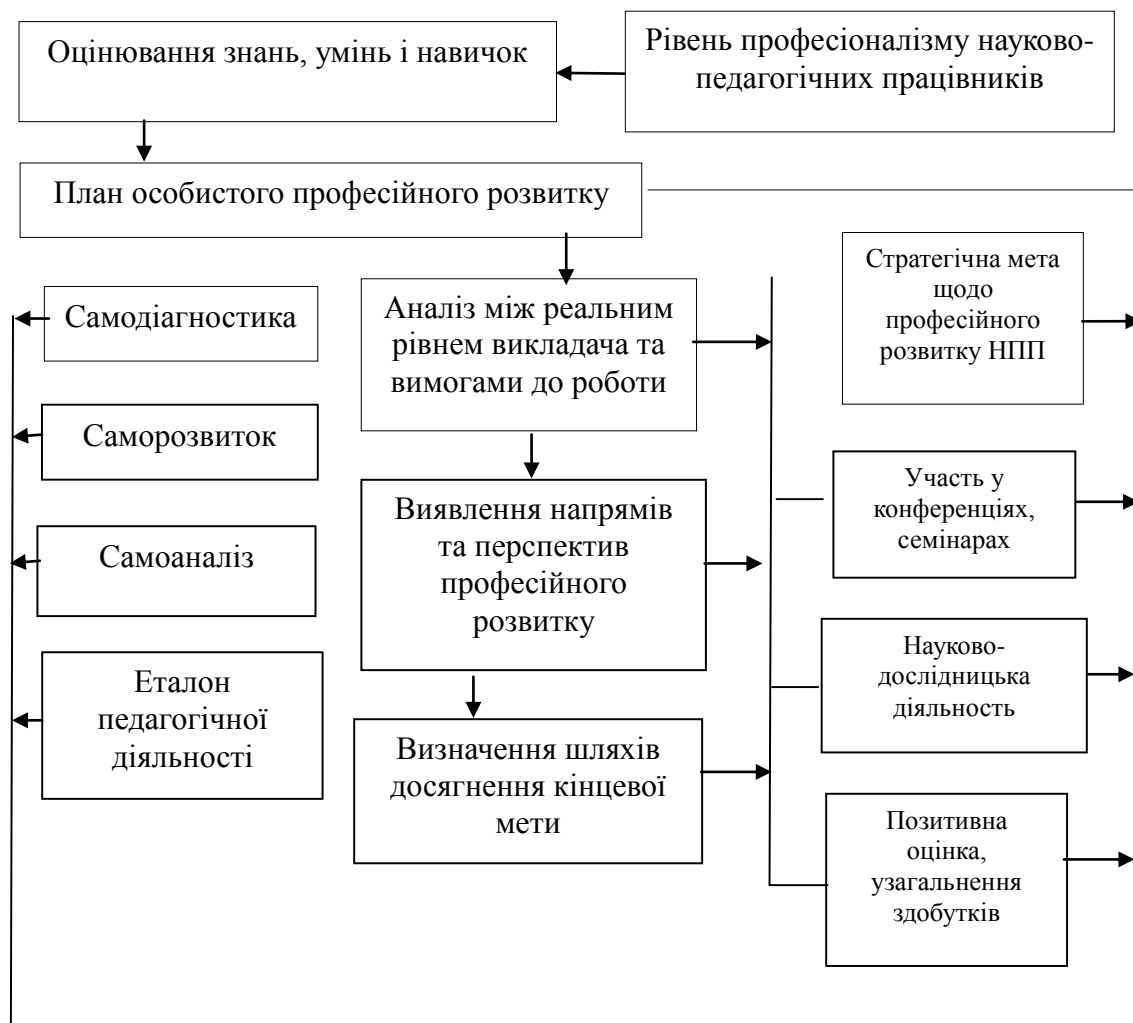 Оцінювання знань, умінь і навичок
Рівень професіоналізму науково-
педагогічних працівників
План особистого професійного розвитку
Самодіагностика
Саморозвиток
Самоаналіз
Еталон
педагогічної
діяльності
Аналіз між реальним
рівнем викладача та
вимогами до роботи
Виявлення напрямів
та перспектив
професійного
розвитку
Визначення шляхів
досягнення кінцевої
мети
Стратегічна мета
щодо
професійного
розвитку НПП
Участь у
конференціях,
семінарах
Науково-
дослідницька
діяльность
Позитивна
оцінка,
узагальнення
здобутків